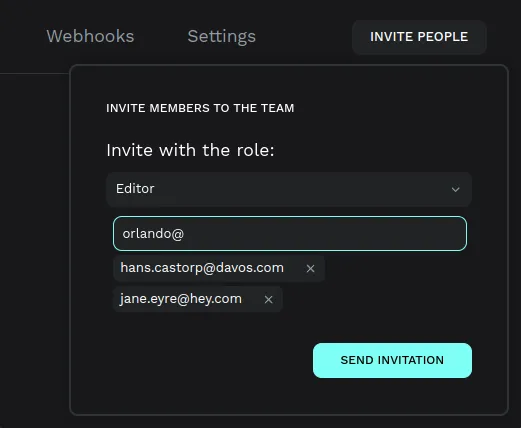 Webhooks Settings INVITE PEOPLE
INVITE MEMBERS TO THE TEAM
Invite with the role:
Editor
orlando@
hans.castorp@davos.com
jane.eyre@hey.com
SEND INVITATION